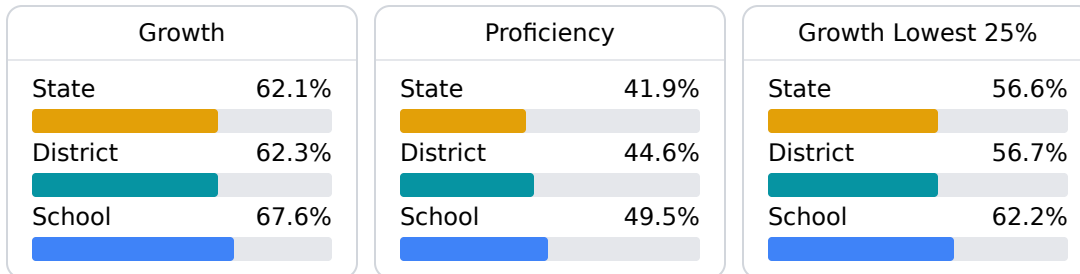 Growth
State 62.1%
District 62.3%
School 67.6%
Proficiency
State 41.9%
District 44.6%
School 49.5%
Growth Lowest 25%
State 56.6%
District 56.7%
School 62.2%